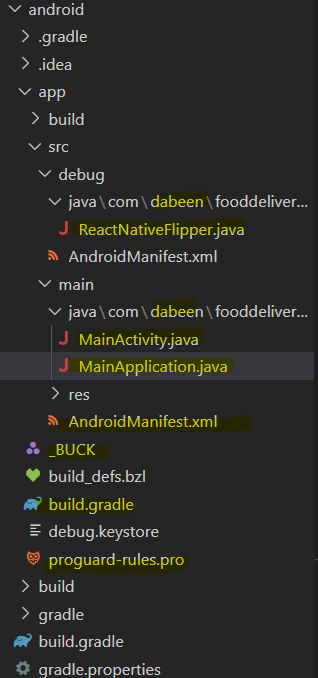 android
.gradle
.idea
app
build
src
debug
java\com\dabeen\fooddeliver...
ReactNativeFlipper.java
AndroidManifest.xml
main
java\com\dabeen\fooddeliver...
MainActivity.java
MainApplication.java
res
AndroidManifest.xml
_BUCK
build_defs.bzl
build.gradle
debug.keystore
proguard-rules.pro
build
gradle
build.gradle
gradle.properties